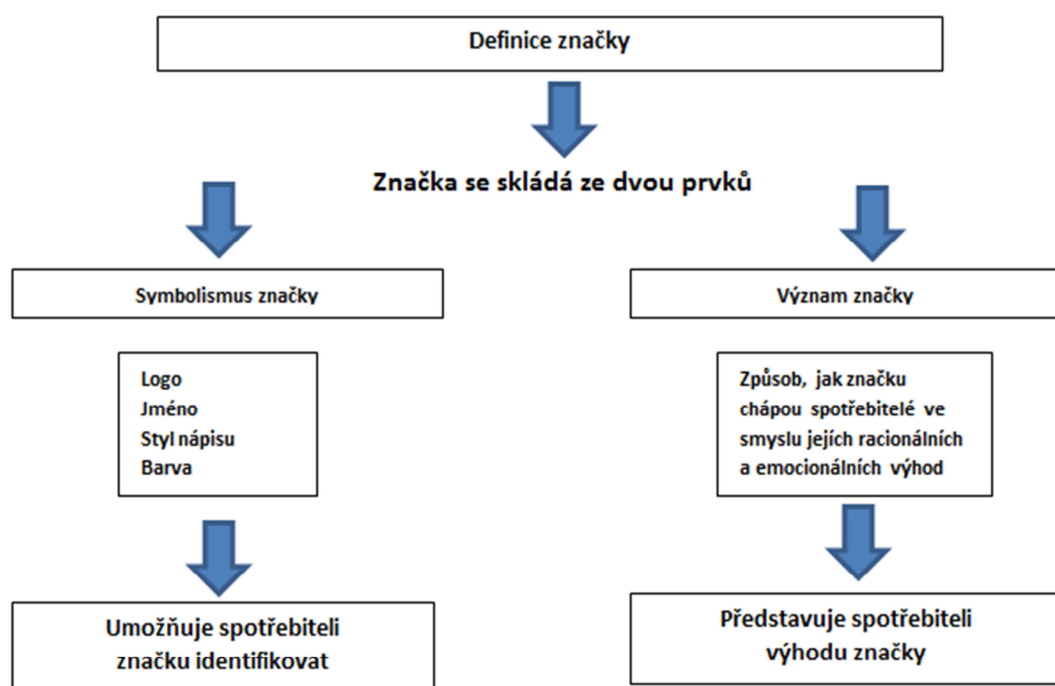 Definice značky
Značka se skládá ze dvou prvků
Symbolismus značky
Význam značky
Logo
Jméno
Styl nápisu
Barva
Způsob, jak značku
chápou spotřebitelé ve
smyslu jejích racionálních
a emocionálních výhod
Umožňuje spotřebiteli
značku identifikovat
Představuje spotřebiteli
výhodu značky